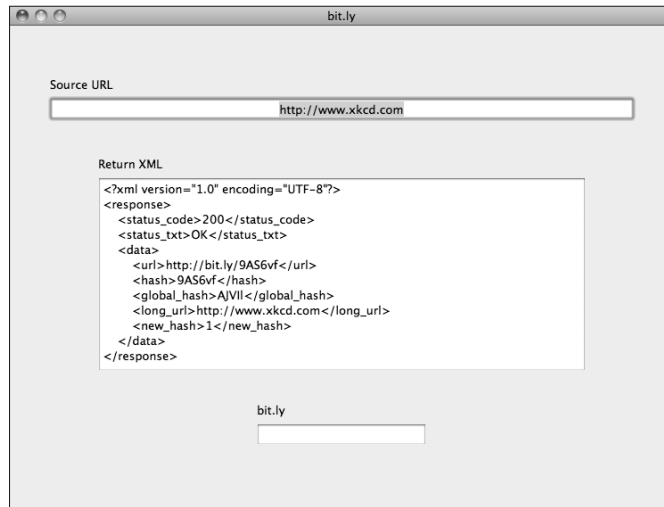 bit.ly
Source URL
http://www.xkcd.com
Return XML
<?xml version="1.0" encoding="UTF-8"?>
<response>
<status_code>200</status_code>
<status_txt>OK</status_txt>
<data>
<url>http://bit.ly/9AS6vf</url>
<hash>9AS6vf</hash>
<global_hash>AJVIl</global_hash>
<long_url>http://www.xkcd.com</long_url>
<new_hash>1</new_hash>
</data>
</response>
bit.ly